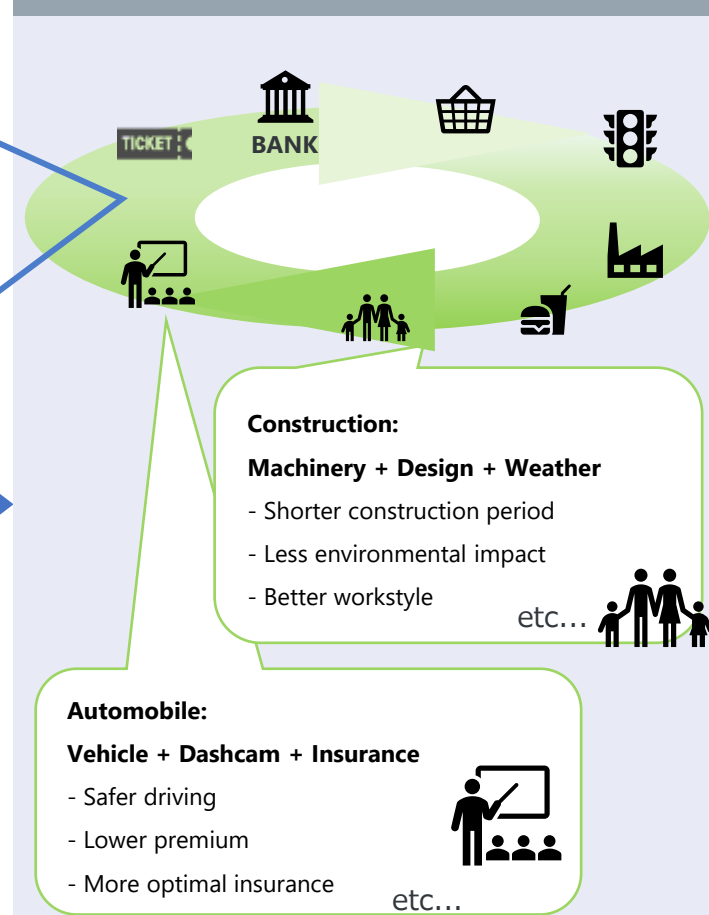 TICKET
BANK
Construction:
Machinery + Design + Weather
- Shorter construction period
- Less environmental impact
- Better workstyle
etc...
Automobile:
Vehicle + Dashcam + Insurance
- Safer driving
- Lower premium
- More optimal insurance
etc...